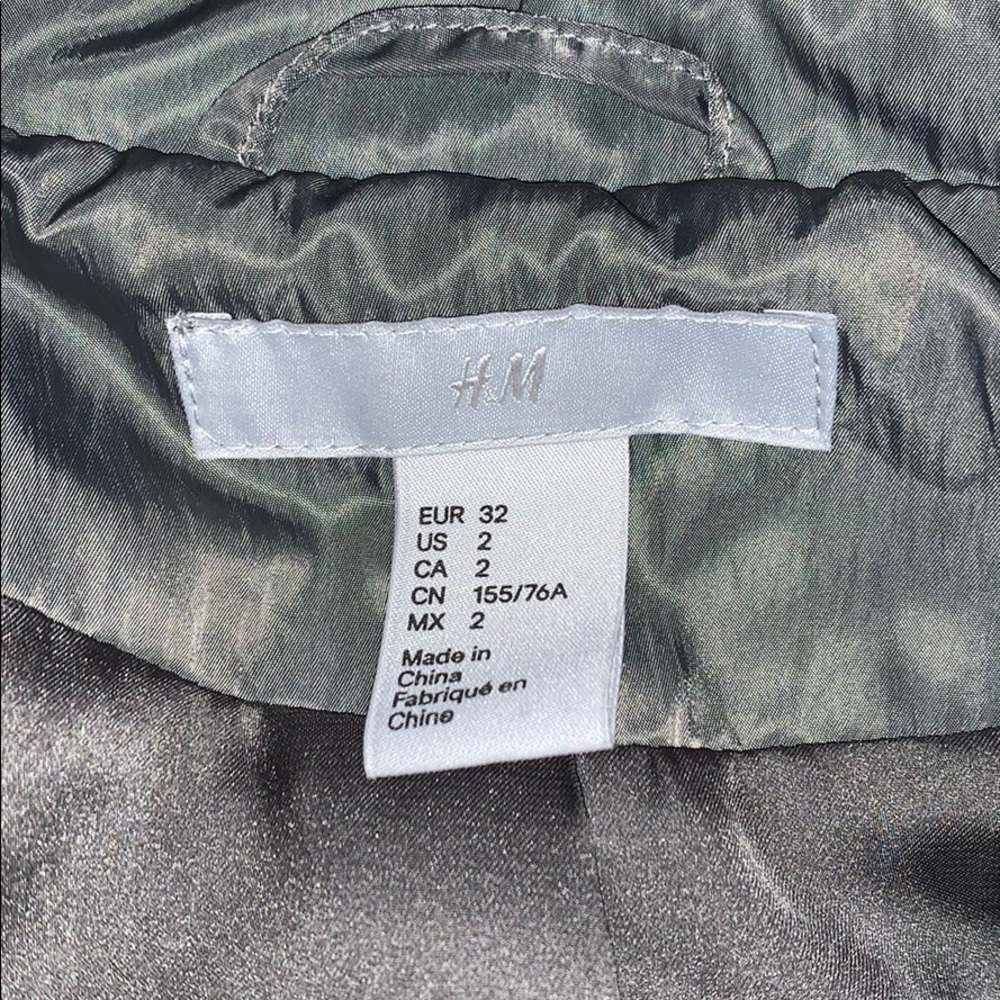 H&M
EUR 32
US 2
CA 2
CN 155/76A
MX 2
Made in
China
Fabriqué en
Chine